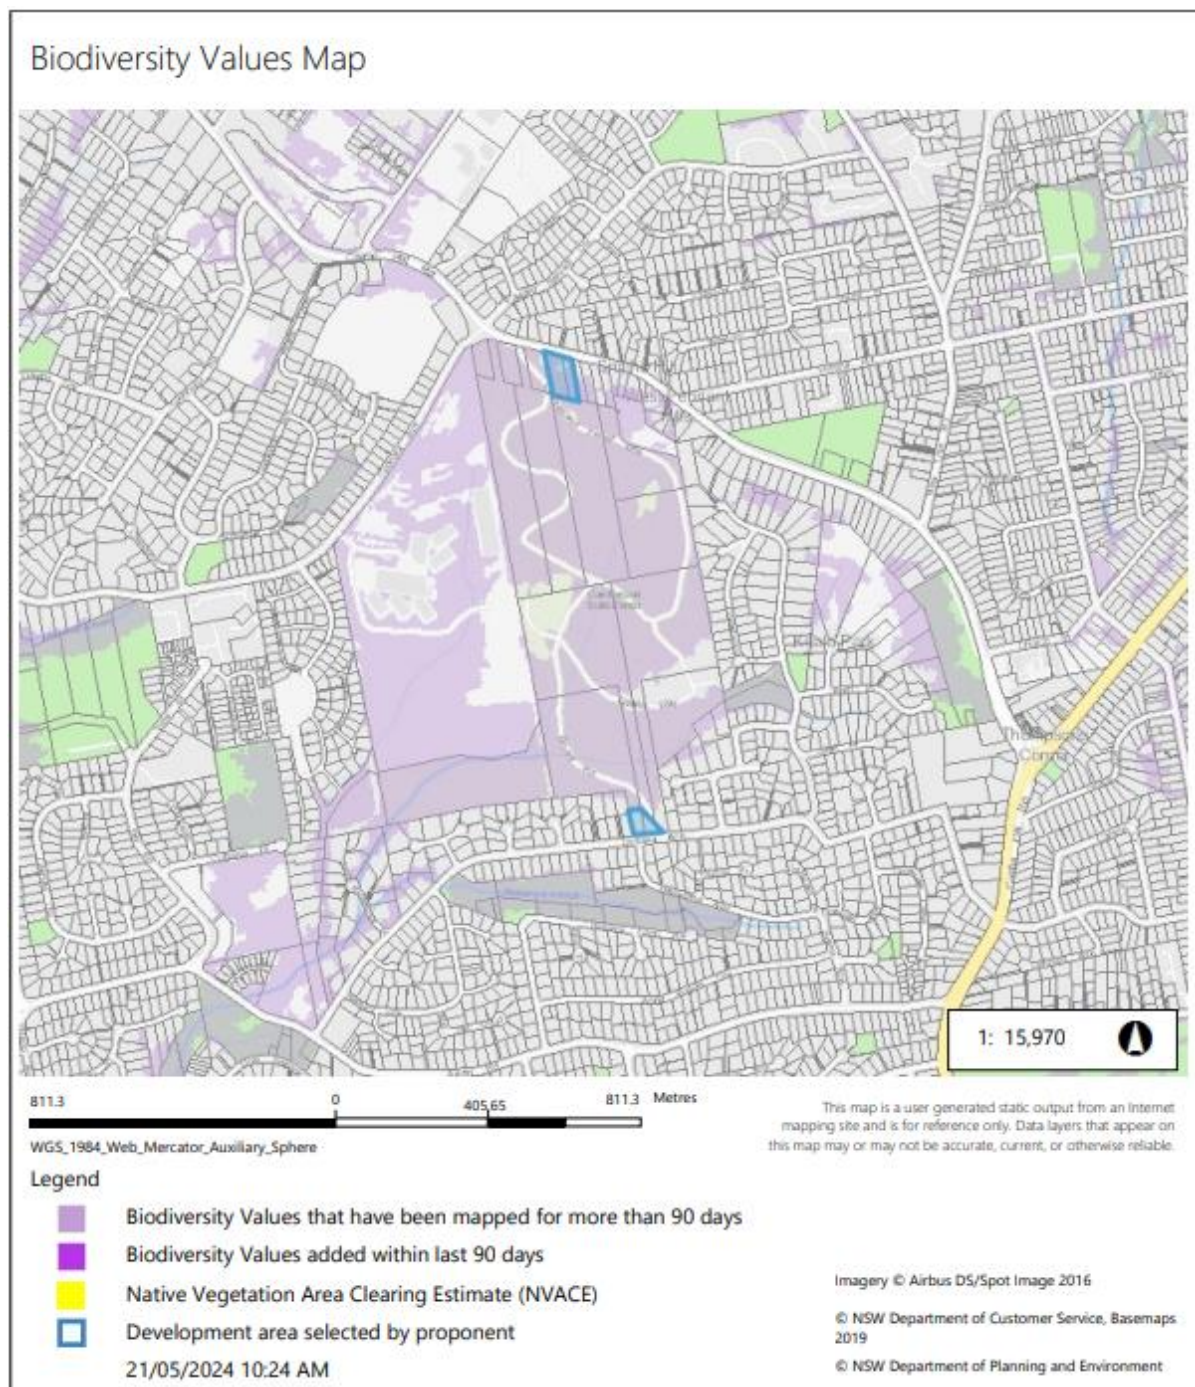 Biodiversity Values Map
1: 15,970
811.3 0 405.65 811.3 Metres
WGS_1984_Web_Mercator_Auxiliary_Sphere
This map is a user generated static output from an Internet
mapping site and is for reference only. Data layers that appear on
this map may or may not be accurate, current, or otherwise reliable.
Legend
Biodiversity Values that have been mapped for more than 90 days
Biodiversity Values added within last 90 days
Native Vegetation Area Clearing Estimate (NVACE)
Development area selected by proponent
21/05/2024 10:24 AM
Imagery © Airbus DS/Spot Image 2016
© NSW Department of Customer Service, Basemaps
2019
© NSW Department of Planning and Environment